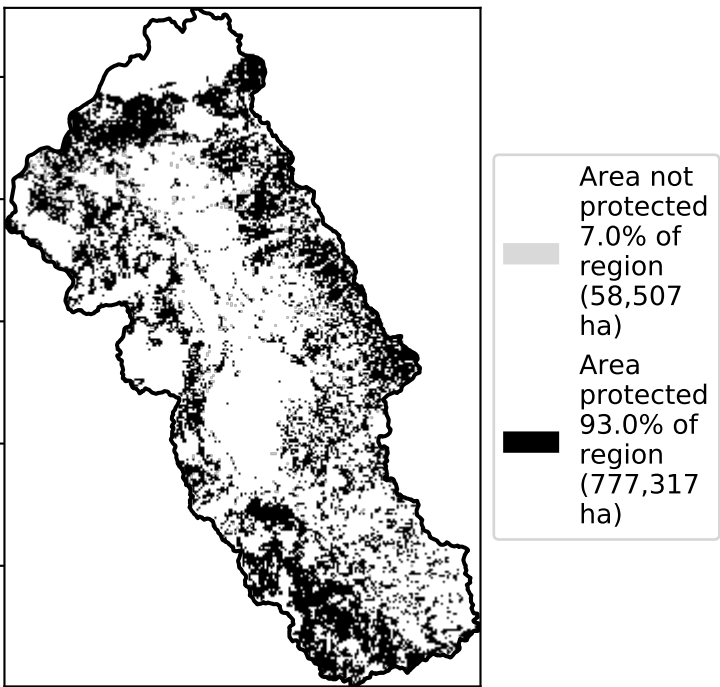 Area not
protected
7.0% of
region
(58,507
ha)
Area
protected
93.0% of
region
(777,317
ha)